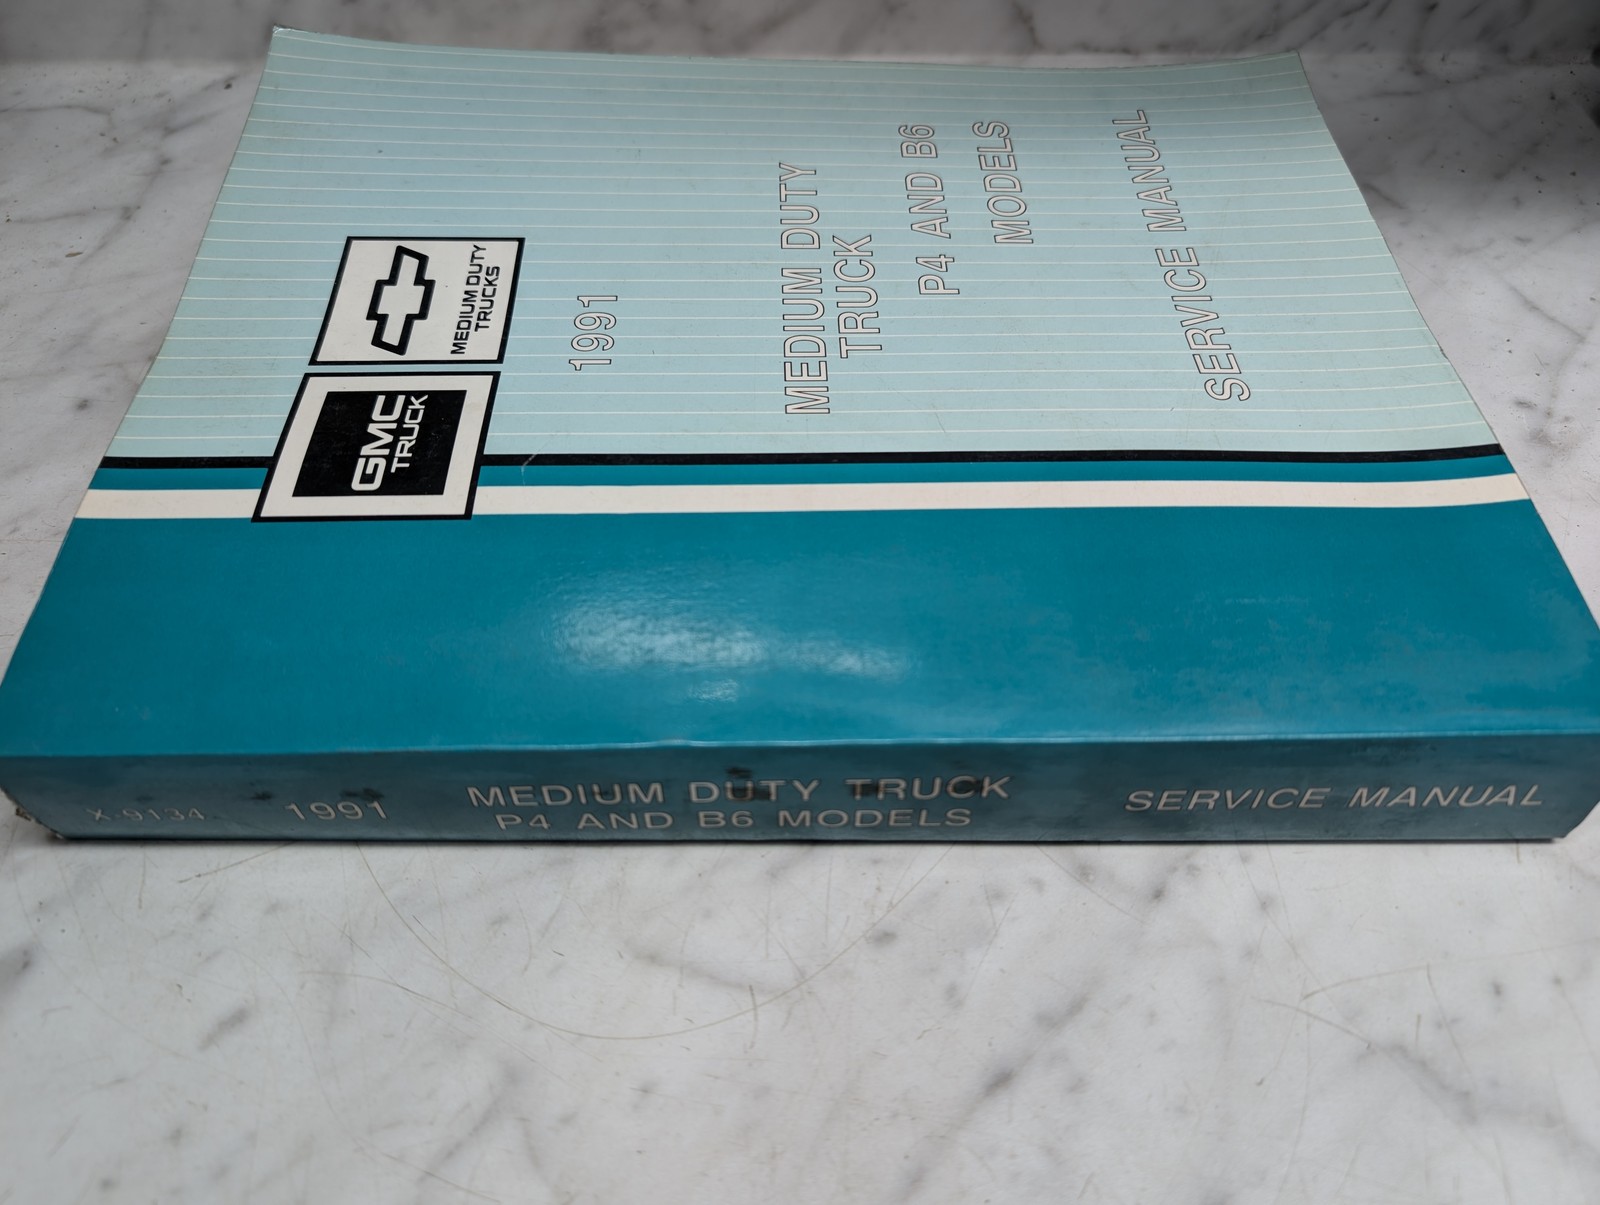 GMC
TRUCK
MEDIUM DUTY
TRUCKS
1991
MEDIUM DUTY
TRUCK
P4 AND B6
MODELS
SERVICE MANUAL
X-9134
1991
MEDIUM DUTY TRUCK
P4 AND B6 MODELS
SERVICE MANUAL